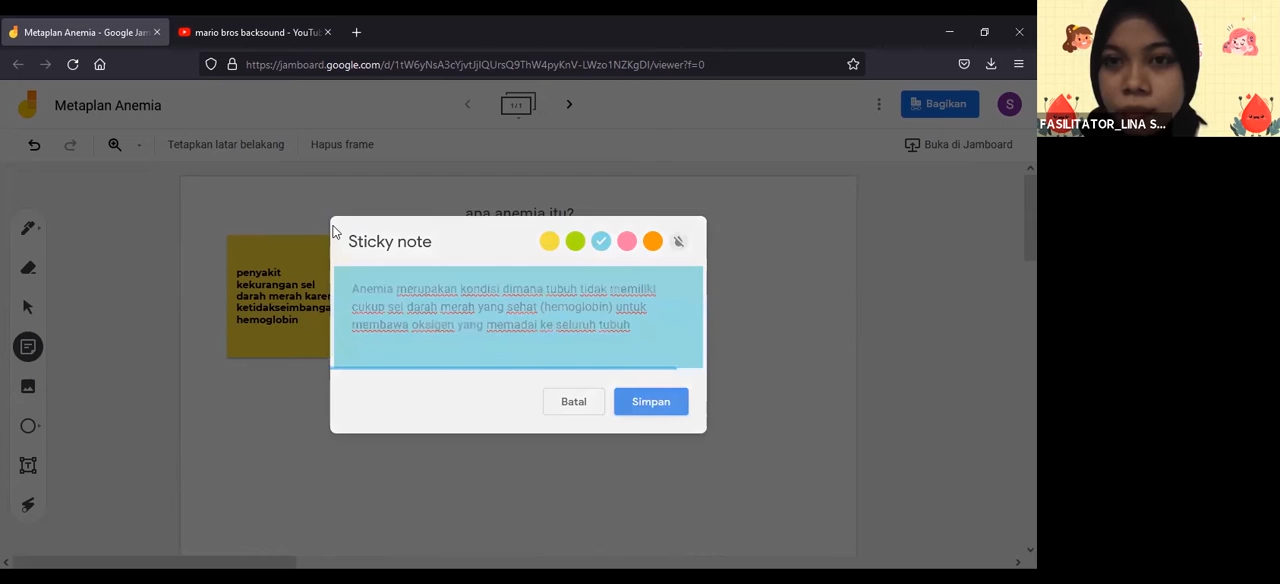 Metaplan Anemia - Google Jam
mario bros backsound - YouTu
https://jamboard.google.com/d/1tW6yNsA3cYjvtJjIQUrsQ9ThW4pyKnV-LWzo1NZKgDI/viewer?f=0
FASILITATOR_LINA S...
Metaplan Anemia
1/1
Bagikan
S
Tetapkan latar belakang
Hapus frame
Buka di Jamboard
apa anemia itu?
Sticky note
penyakit
kekurangan sel
darah merah karen
ketidakseimbanga
hemoglobin
Anemia merupakan kondisi dimana tubuh tidak memiliki
cukup sel darah merah yang sehat (hemoglobin) untuk
membawa oksigen yang memadai ke seluruh tubuh
Batal
Simpan